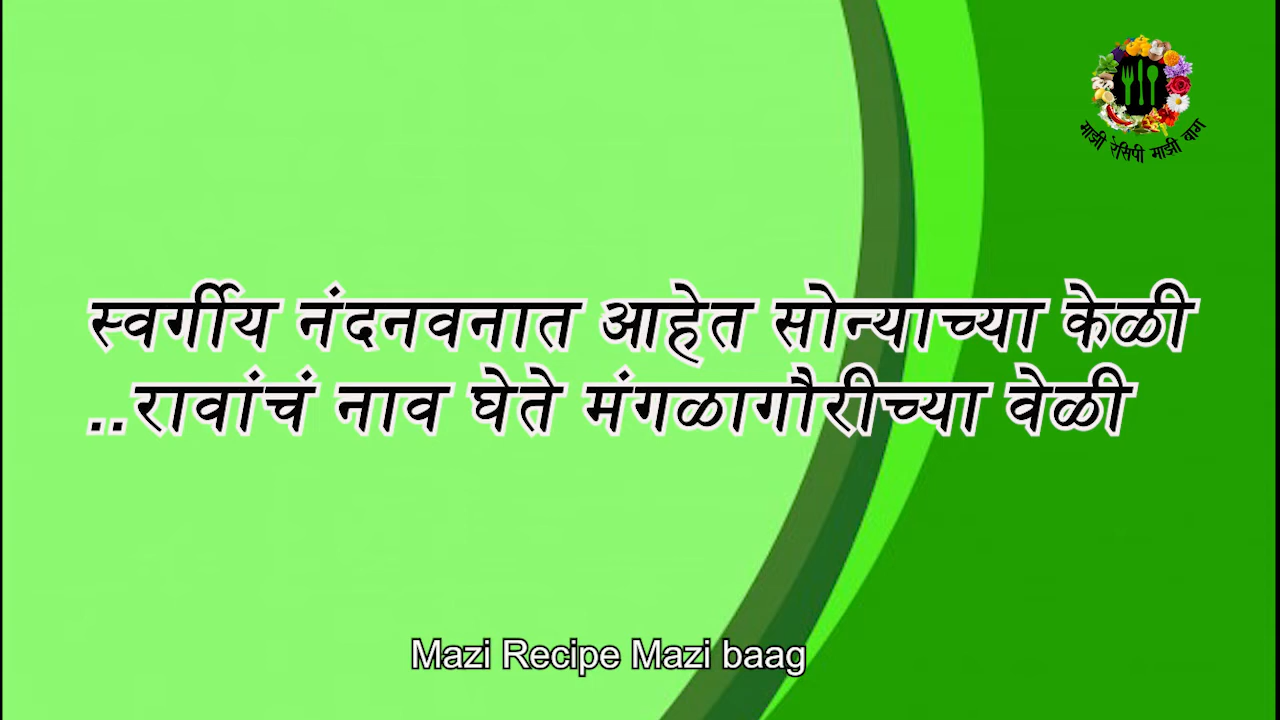 माझी रेसिपी माझी बाग
स्वर्गीय नंदनवनात आहेत सोन्याच्या केळी
..रावांचं नाव घेते मंगळागौरीच्या वेळी
Mazi Recipe Mazi baag